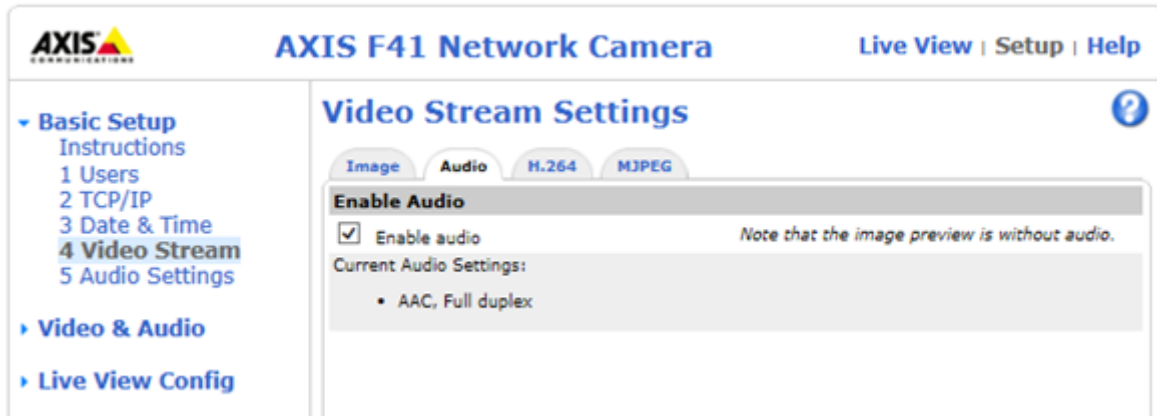 AXIS
COMMUNICATIONS
AXIS F41 Network Camera
Live View | Setup | Help
Basic Setup
Instructions
1 Users
2 TCP/IP
3 Date & Time
4 Video Stream
5 Audio Settings
Video & Audio
Live View Config
Video Stream Settings
?
Image Audio H.264 MJPEG
Enable Audio
Enable audio Note that the image preview is without audio.
Current Audio Settings:
• AAC, Full duplex